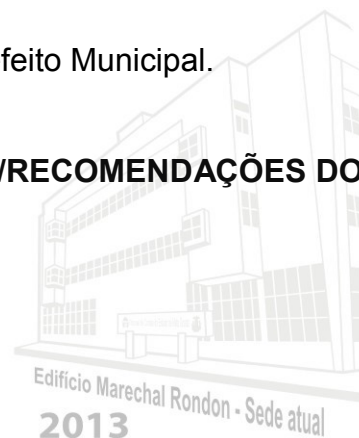 feito Municipal.
/RECOMENDAÇÕES DO
Edifício Marechal Rondon - Sede atual
2013